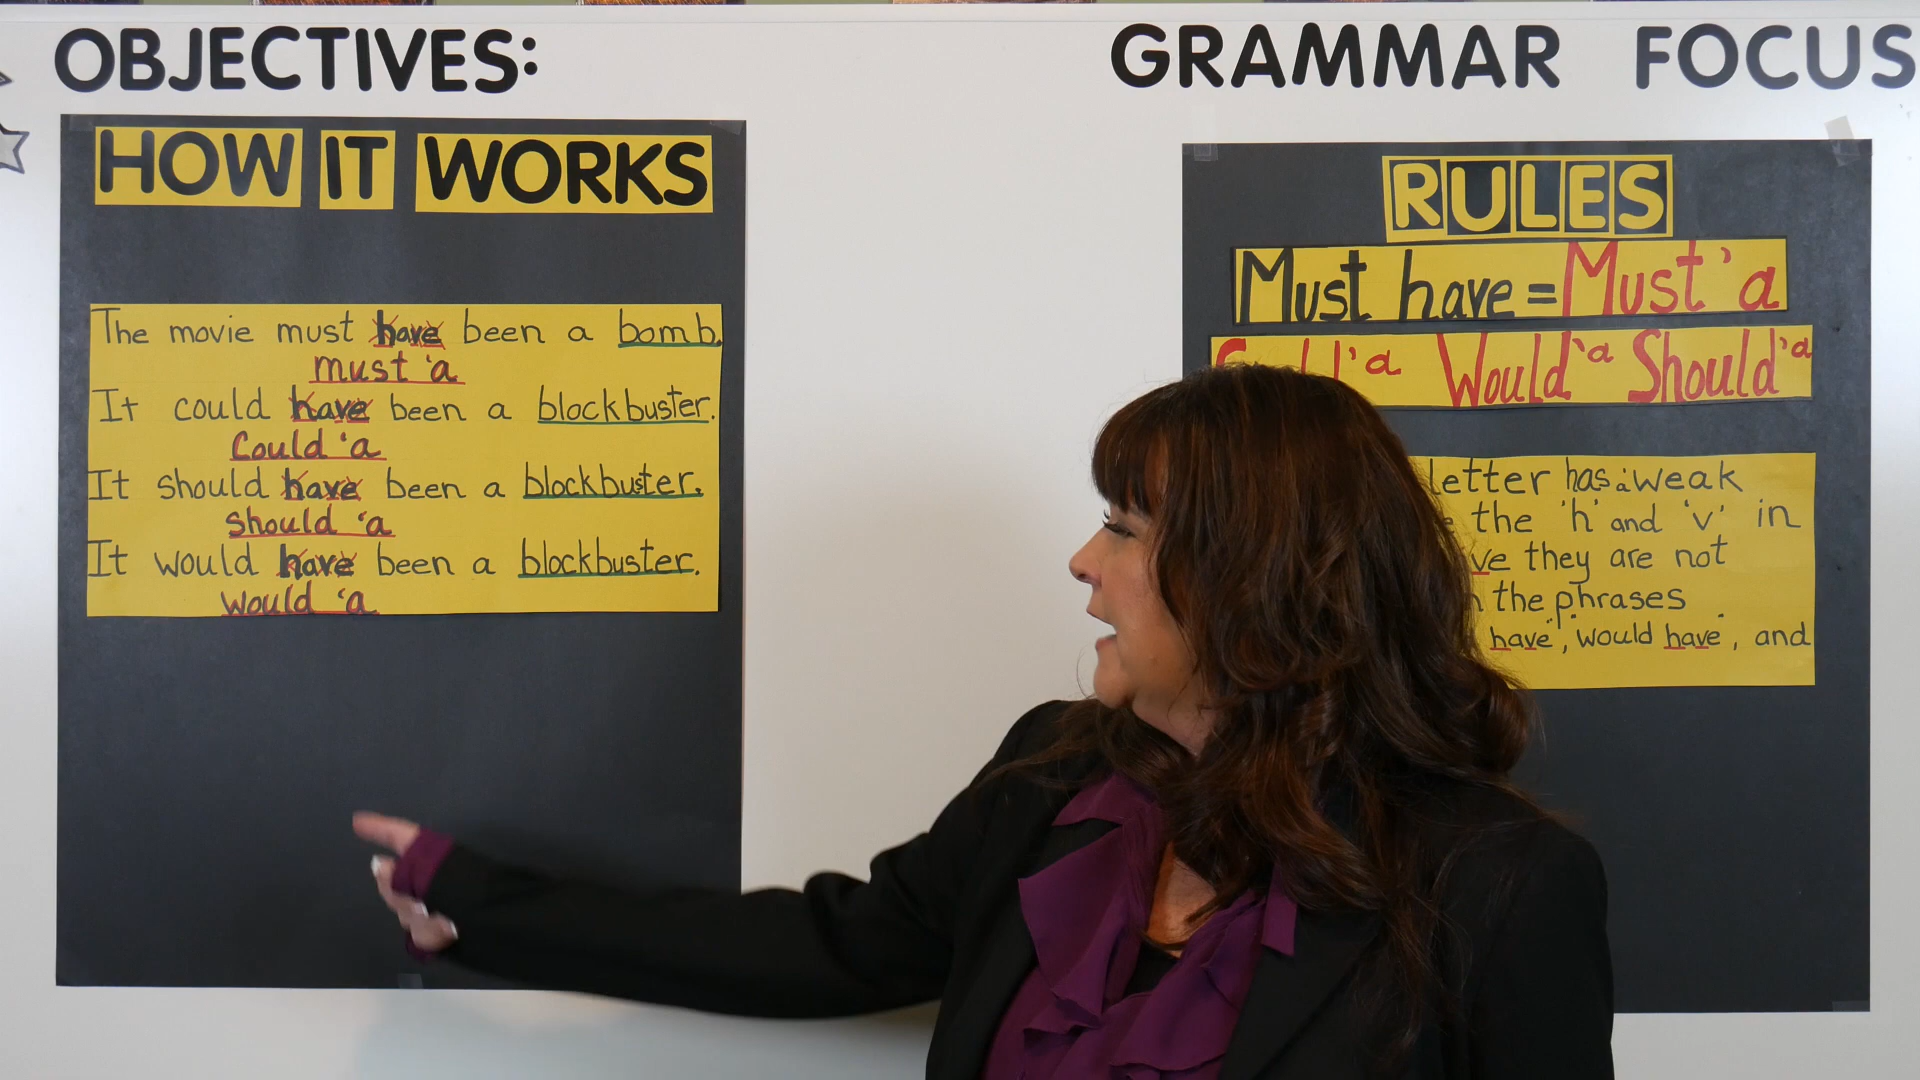 OBJECTIVES:
HOW IT WORKS
The movie must have been a bomb.
must 'a
It could have been a blockbuster.
Could 'a
It should have been a blockbuster.
should 'a
It would have been a blockbuster.
would 'a
GRAMMAR FOCUS
RULES
Must have = Must 'a
'a Would 'a Should 'a
letter has a weak
the 'h' and 'v' in
ve they are not
the phrases
have", would have", and